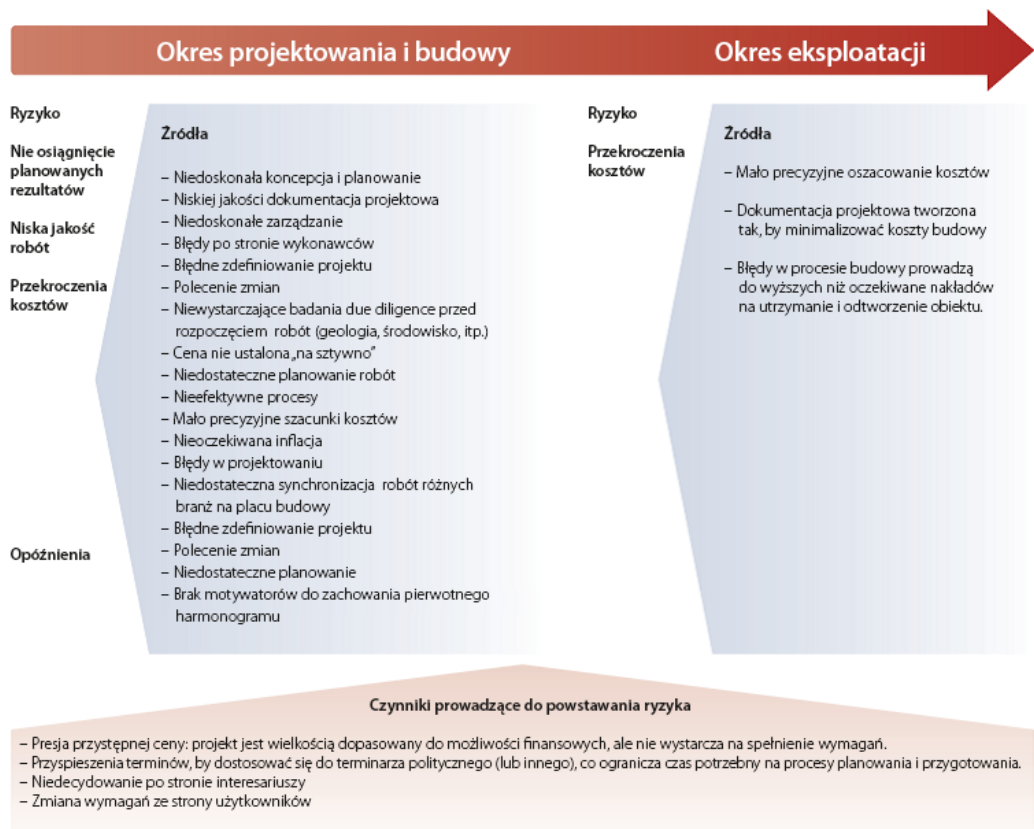 Okres projektowania i budowy
Okres eksploatacji
Ryzyko
Nie osiągnięcie
planowanych
rezultatów
Niska jakość
robót
Przekroczenia
kosztów
Opóźnienia
Źródła
– Niedoskonała koncepcja i planowanie
– Niskiej jakości dokumentacja projektowa
– Niedoskonałe zarządzanie
– Błędy po stronie wykonawców
– Błędne zdefiniowanie projektu
– Polecenie zmian
– Niewystarczające badania due diligence przed
rozpoczęciem robót (geologia, środowisko, itp.)
– Cena nie ustalona „na sztywno”
– Niedostateczne planowanie robót
– Nieefektywne procesy
– Mało precyzyjne szacunki kosztów
– Nieoczekiwana inflacja
– Błędy w projektowaniu
– Niedostateczna synchronizacja robót różnych
branż na placu budowy
– Błędne zdefiniowanie projektu
– Polecenie zmian
– Niedostateczne planowanie
– Brak motywatorów do zachowania pierwotnego
harmonogramu
Ryzyko
Przekroczenia
kosztów
Źródła
– Mało precyzyjne oszacowanie kosztów
– Dokumentacja projektowa tworzona
tak, by minimalizować koszty budowy
– Błędy w procesie budowy prowadzą
do wyższych niż oczekiwane nakładów
na utrzymanie i odtworzenie obiektu.
Czynniki prowadzące do powstawania ryzyka
– Presja przystępnej ceny: projekt jest wielkością dopasowany do możliwości finansowych, ale nie wystarcza na spełnienie wymagań.
– Przyspieszenia terminów, by dostosować się do terminarza politycznego (lub innego), co ogranicza czas potrzebny na procesy planowania i przygotowania.
– Niedecydowanie po stronie interesariuszy
– Zmiana wymagań ze strony użytkowników